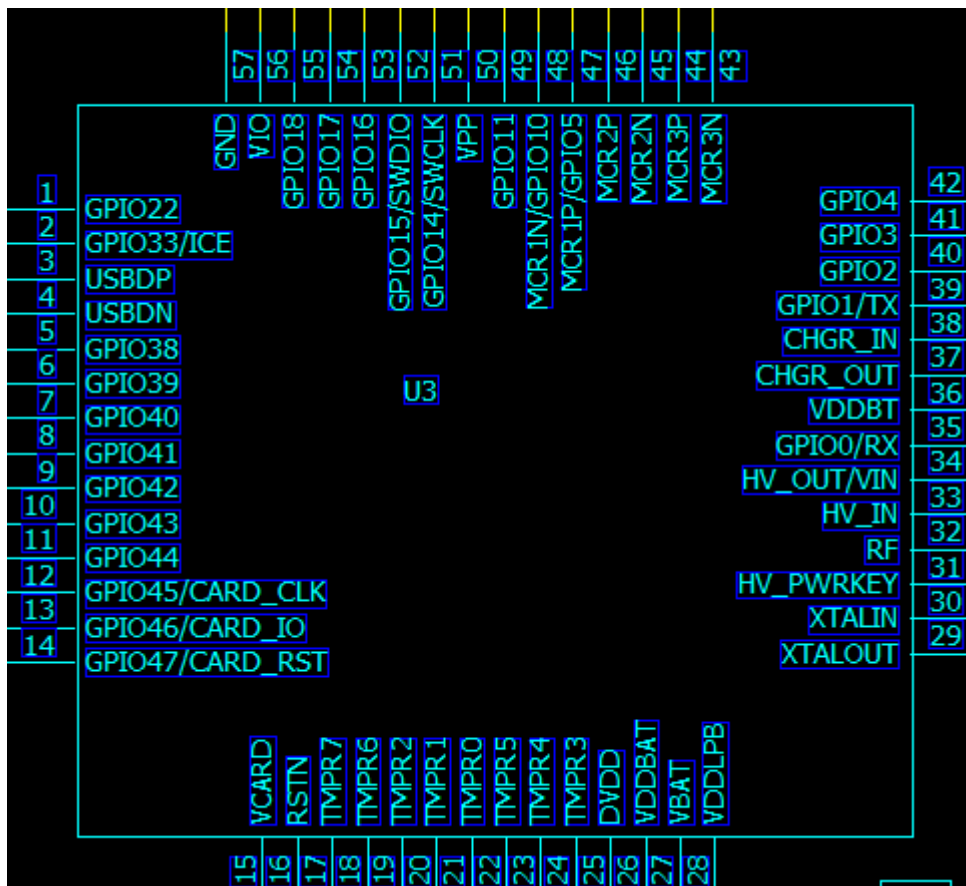 57 56 55 54 53 52 51 50 49 48 47 46 45 44 43
GND VIO GPIO18 GPIO17 GPIO16 GPIO15/SWDIO GPIO14/SWCLK VPP GPIO11 MCR1N/GPIO10 MCR1P/GPIO5 MCR2P MCR2N MCR3P MCR3N
1 GPIO22
2 GPIO33/ICE
3 USBDP
4 USBDN
5 GPIO38
6 GPIO39
7 GPIO40
8 GPIO41
9 GPIO42
10 GPIO43
11 GPIO44
12 GPIO45/CARD_CLK
13 GPIO46/CARD_IO
14 GPIO47/CARD_RST
U3
GPIO4 42
GPIO3 41
GPIO2 40
GPIO1/TX 39
CHGR_IN 38
CHGR_OUT 37
VDDBT 36
GPIO0/RX 35
HV_OUT/VIN 34
HV_IN 33
RF 32
HV_PWRKEY 31
XTALIN 30
XTALOUT 29
VCARD RSTN TMPR7 TMPR6 TMPR2 TMPR1 TMPR0 TMPR5 TMPR4 TMPR3 DVDD VDDBAT VBAT VDDLPB
15 16 17 18 19 20 21 22 23 24 25 26 27 28